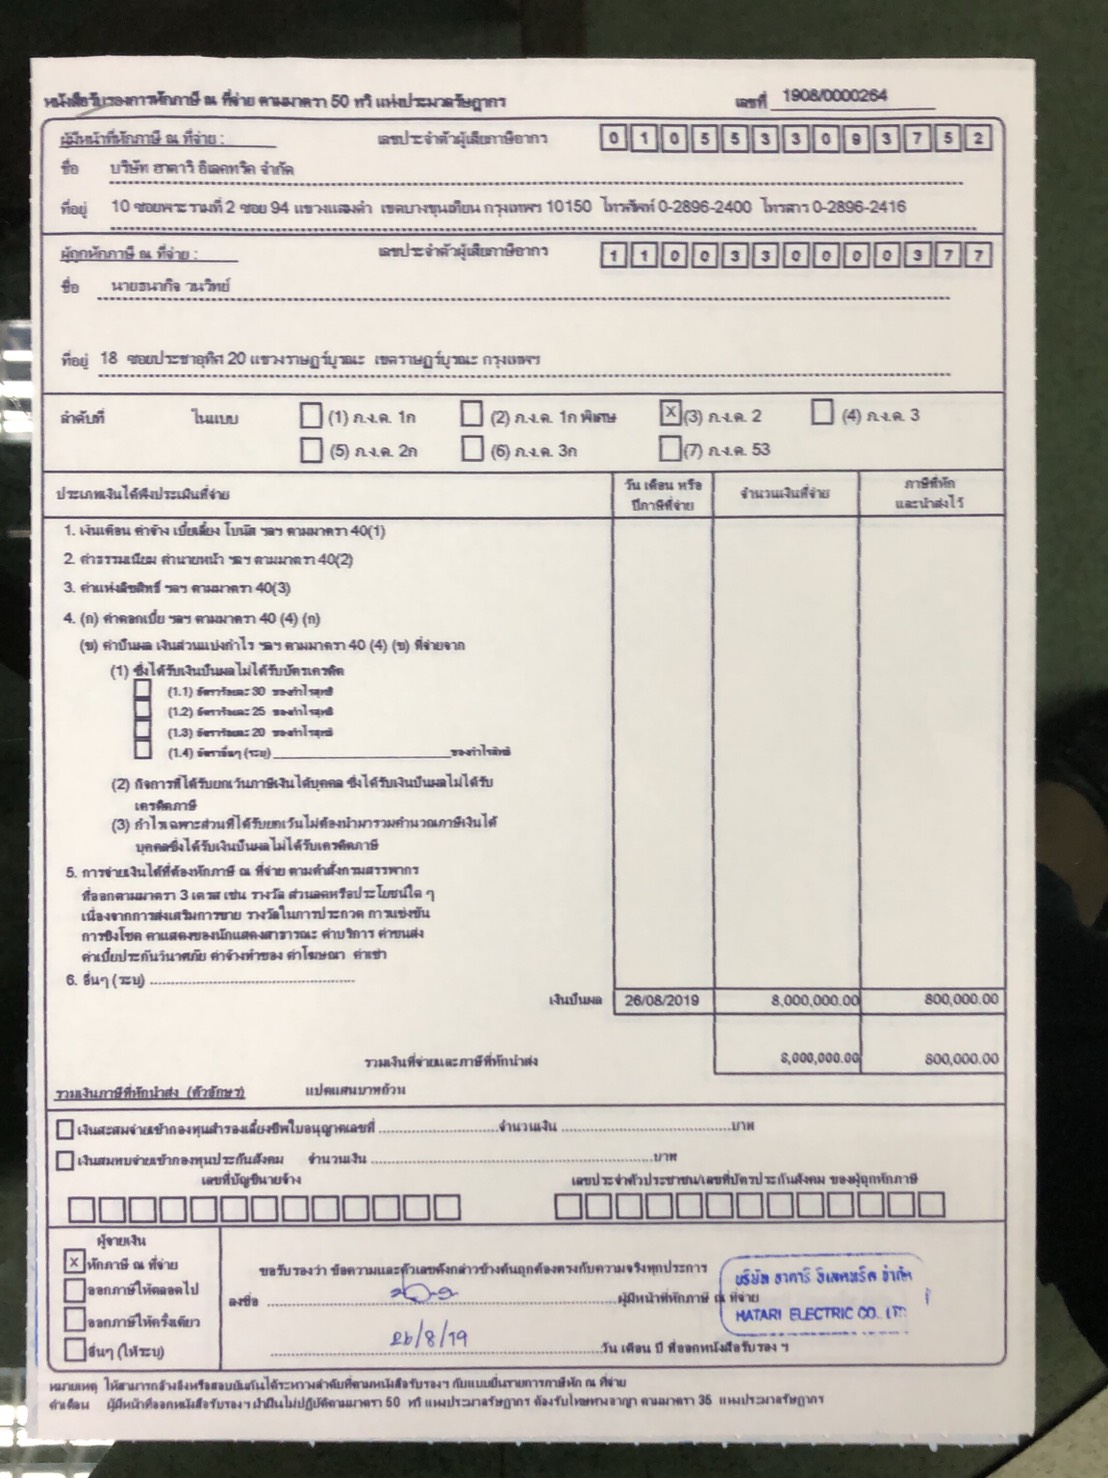 หนังสือรับรองการหักภาษี ณ ที่จ่าย ตามมาตรา 50 ทวิ แห่งประมวลรัษฎากร เลขที่ 1908/0000264
ผู้มีหน้าที่หักภาษี ณ ที่จ่าย : เลขประจำตัวผู้เสียภาษีอากร 0 1 0 5 5 3 3 0 9 3 7 5 2
ชื่อ บริษัท ฮาตาริ อิเลคทริค จำกัด
ที่อยู่ 10 ซอยพระรามที่ 2 ซอย 94 แขวงแสมดำ เขตบางขุนเทียน กรุงเทพฯ 10150 โทรศัพท์ 0-2896-2400 โทรสาร 0-2896-2416
ผู้ถูกหักภาษี ณ ที่จ่าย : เลขประจำตัวผู้เสียภาษีอากร 1 1 0 0 3 3 0 0 0 0 3 7 7
ชื่อ นายธนากิจ วนวิทย์
ที่อยู่ 18 ซอยประชาอุทิศ 20 แขวงราษฎร์บูรณะ เขตราษฎร์บูรณะ กรุงเทพฯ
ลำดับที่ ในแบบ (1) ภ.ง.ด. 1ก (2) ภ.ง.ด. 1ก พิเศษ X (3) ภ.ง.ด. 2 (4) ภ.ง.ด. 3
(5) ภ.ง.ด. 2ก (6) ภ.ง.ด. 3ก (7) ภ.ง.ด. 53
ประเภทเงินได้พึงประเมินที่จ่าย วัน เดือน หรือ ปีภาษีที่จ่าย จำนวนเงินที่จ่าย ภาษีที่หัก และนำส่งไว้
1. เงินเดือน ค่าจ้าง เบี้ยเลี้ยง โบนัส ฯลฯ ตามมาตรา 40(1)
2. ค่าธรรมเนียม ค่านายหน้า ฯลฯ ตามมาตรา 40(2)
3. ค่าแห่งลิขสิทธิ์ ฯลฯ ตามมาตรา 40(3)
4. (ก) ค่าดอกเบี้ย ฯลฯ ตามมาตรา 40 (4) (ก)
(ข) ค่าปันผล เงินส่วนแบ่งกำไร ฯลฯ ตามมาตรา 40 (4) (ข) ที่จ่ายจาก
(1) ซึ่งได้รับเงินปันผลไม่ได้รับบัตรเครดิต
(1.1) อัตราร้อยละ 30 ของกำไรสุทธิ
(1.2) อัตราร้อยละ 25 ของกำไรสุทธิ
(1.3) อัตราร้อยละ 20 ของกำไรสุทธิ
(1.4) อัตราอื่นๆ (ระบุ) ของกำไรสุทธิ
(2) กิจการที่ได้รับยกเว้นภาษีเงินได้บุคคล ซึ่งได้รับเงินปันผลไม่ได้รับ
เครดิตภาษี
(3) กำไรเฉพาะส่วนที่ได้รับยกเว้นไม่ต้องนำมารวมคำนวณภาษีเงินได้
บุคคลซึ่งได้รับเงินปันผลไม่ได้รับเครดิตภาษี
5. การจ่ายเงินได้ที่ต้องหักภาษี ณ ที่จ่าย ตามคำสั่งกรมสรรพากร
ที่ออกตามมาตรา 3 เตรส เช่น รางวัล ส่วนลดหรือประโยชน์ใด ๆ
เนื่องจากการส่งเสริมการขาย รางวัลในการประกวด การแข่งขัน
การชิงโชค ค่าแสดงของนักแสดงสาธารณะ ค่าบริการ ค่าขนส่ง
ค่าเบี้ยประกันวินาศภัย ค่าจ้างทำของ ค่าโฆษณา ค่าเช่า
6. อื่นๆ (ระบุ)
เงินปันผล 26/08/2019 8,000,000.00 800,000.00
รวมเงินที่จ่ายและภาษีที่หักนำส่ง 8,000,000.00 800,000.00
รวมเงินภาษีที่หักนำส่ง (ตัวอักษร) แปดแสนบาทถ้วน
เงินสะสมจ่ายเข้ากองทุนสำรองเลี้ยงชีพใบอนุญาตเลขที่ จำนวนเงิน บาท
เงินสมทบจ่ายเข้ากองทุนประกันสังคม จำนวนเงิน บาท
เลขที่บัญชีนายจ้าง เลขประจำตัวประชาชน/เลขที่บัตรประกันสังคม ของผู้ถูกหักภาษี
ผู้จ่ายเงิน
X หักภาษี ณ ที่จ่าย
ออกภาษีให้ตลอดไป
ออกภาษีให้ครั้งเดียว
อื่นๆ (ให้ระบุ)
ขอรับรองว่า ข้อความและตัวเลขดังกล่าวข้างต้นถูกต้องตรงกับความจริงทุกประการ
ลงชื่อ ผู้มีหน้าที่หักภาษี ณ ที่จ่าย
26/8/19
วัน เดือน ปี ที่ออกหนังสือรับรอง ฯ
บริษัท ฮาตาริ อิเลคทริค จำกัด
HATARI ELECTRIC CO., LTD.
หมายเหตุ ให้สามารถอ้างอิงหรือสอบยันกันได้ระหว่างลำดับที่ตามหนังสือรับรองฯ กับแบบยื่นรายการภาษีหัก ณ ที่จ่าย
คำเตือน ผู้มีหน้าที่ออกหนังสือรับรองฯ ฝ่าฝืนไม่ปฏิบัติตามมาตรา 50 ทวิ แห่งประมวลรัษฎากร ต้องรับโทษทางอาญา ตามมาตรา 35 แห่งประมวลรัษฎากร